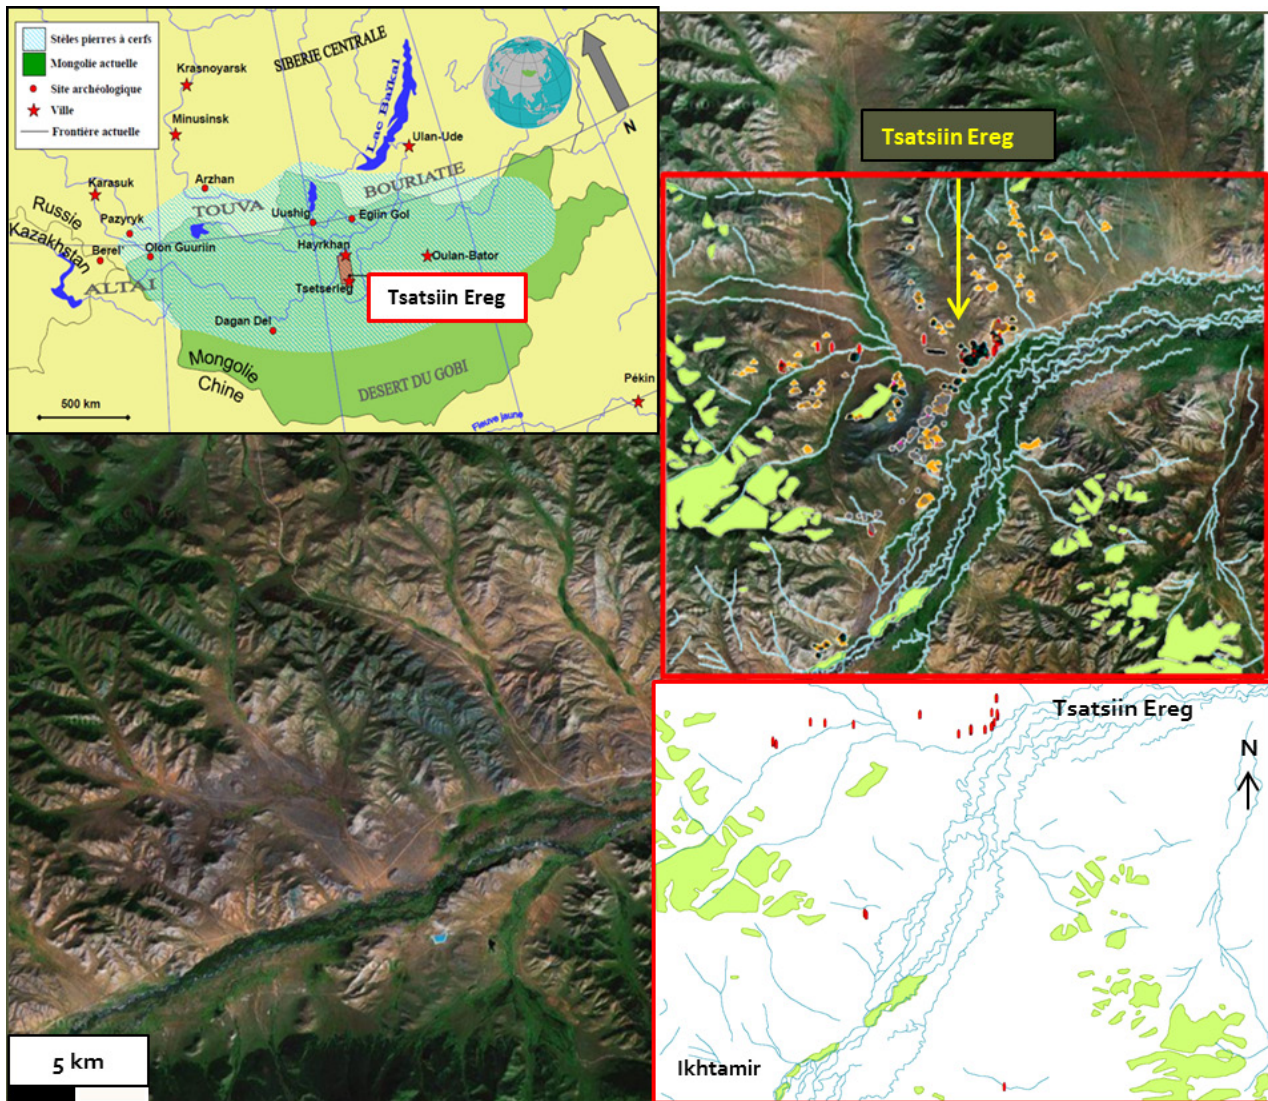 Stèles pierres à cerfs
Mongolie actuelle
Site archéologique
Ville
Frontière actuelle
SIBERIE CENTRALE
Krasnoyarsk
Minusinsk
Lac Baïkal
N
Ulan-Ude
Karasuk
Arzhan
BOURIATIE
TOUVA
Russie
Pazyryk
Uushig
Egiin Gol
Kazakhstan
Berel'
Olon Guuriin
Hayrkhan
Oulan-Bator
ALTAI
Tsetserleg
Tsatsiin Ereg
Dagan Del
Mongolie
Chine
DESERT DU GOBI
Pékin
500 km
Fleuve jaune
Tsatsiin Ereg
Tsatsiin Ereg
N
Ikhtamir
5 km